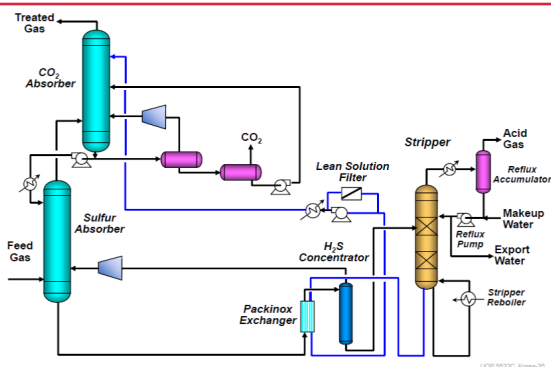 Treated
Gas
CO2
Absorber
CO2
Stripper
Acid
Gas
Reflux
Accumulator
Lean Solution
Filter
Makeup
Water
Reflux
Pump
Export
Water
Sulfur
Absorber
Feed
Gas
H2S
Concentrator
Stripper
Reboiler
Packinox
Exchanger